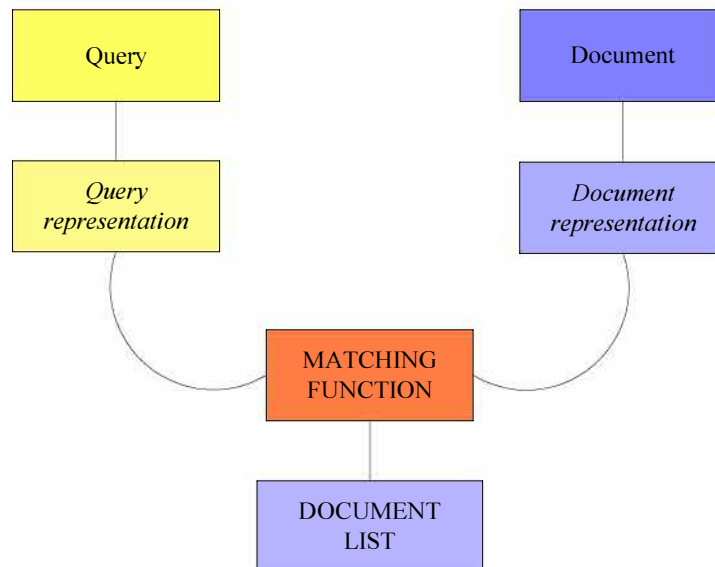 Query
Document
Query
representation
Document
representation
MATCHING
FUNCTION
DOCUMENT
LIST